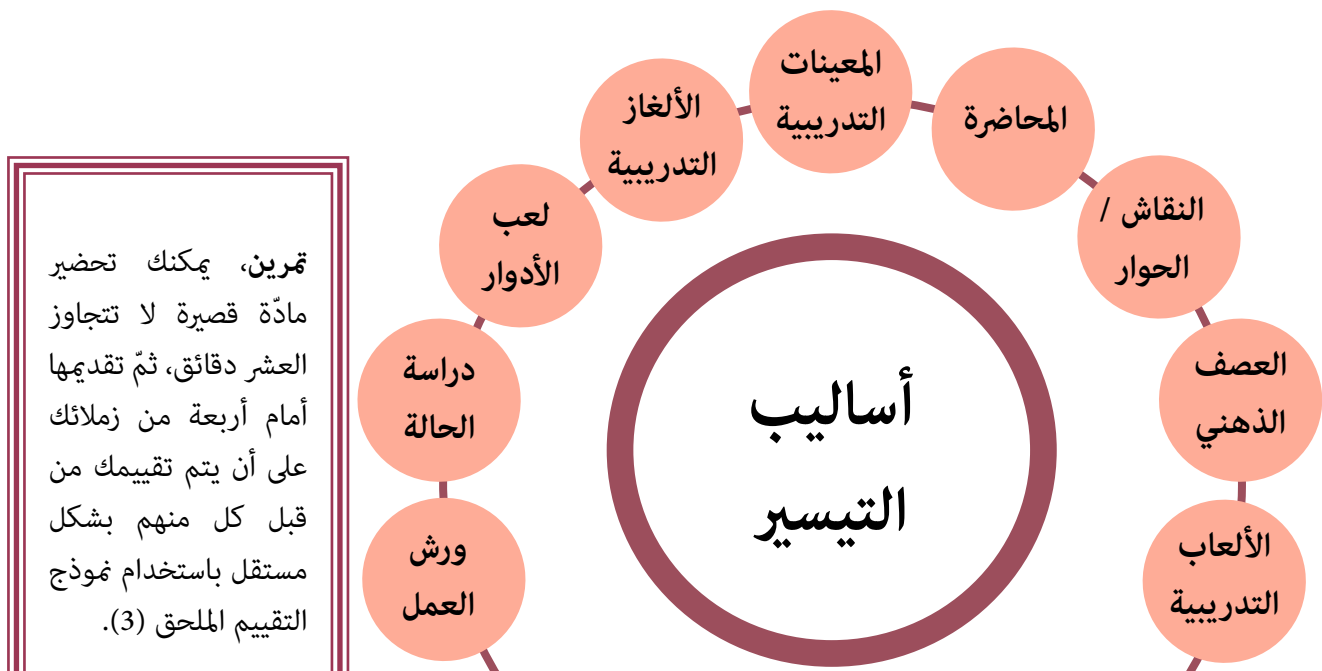 المعينات
التدريبية
المحاضرة
النقاش /
الحوار
العصف
الذهني
الألعاب
التدريبية
الألغاز
التدريبية
لعب
الأدوار
دراسة
الحالة
ورش
العمل
أساليب
التيسير
تمرين، يمكنك تحضير
مادّة قصيرة لا تتجاوز
العشر دقائق، ثمّ تقديمها
أمام أربعة من زملائك
على أن يتم تقييمك من
قبل كل منهم بشكل
مستقل باستخدام نموذج
التقييم الملحق (3).